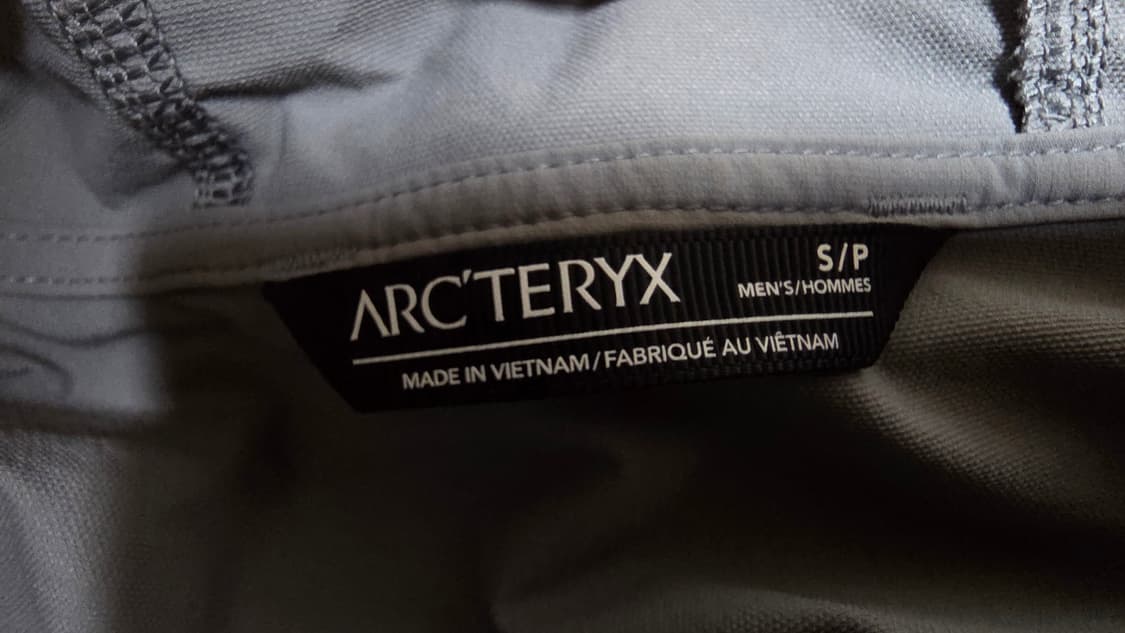 ARC'TERYX
S/P
MEN'S/HOMMES
MADE IN VIETNAM/FABRIQUÉ AU VIÊTNAM